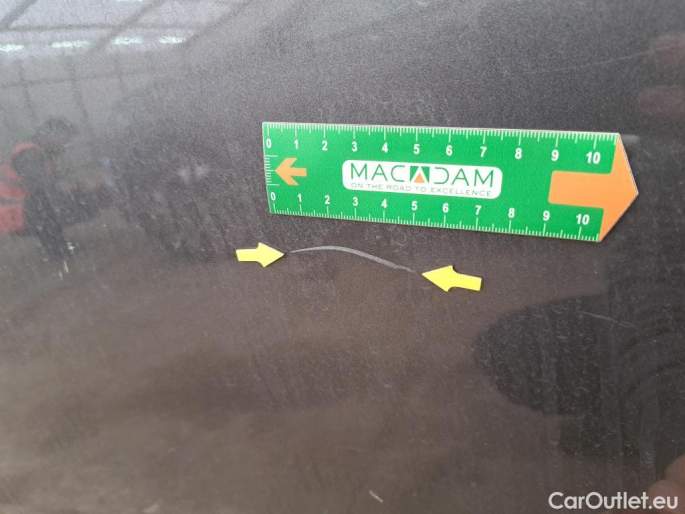 0 1 2 3 4 5 6 7 8 9 10
MACADAM
ON THE ROAD TO EXCELLENCE
0 1 2 3 4 5 6 7 8 9 10
CarOutlet.eu